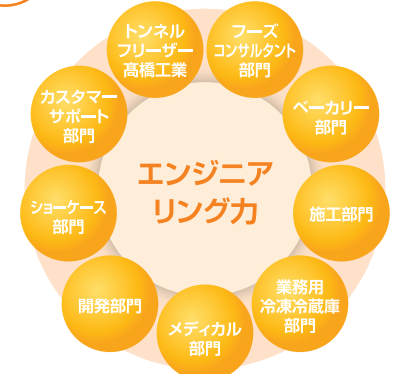 トンネル
フリーザー
髙橋工業
フーズ
コンサルタント
部門
ベーカリー
部門
施工部門
業務用
冷凍冷蔵庫
部門
メディカル
部門
開発部門
ショーケース
部門
カスタマー
サポート
部門
エンジニア
リング力